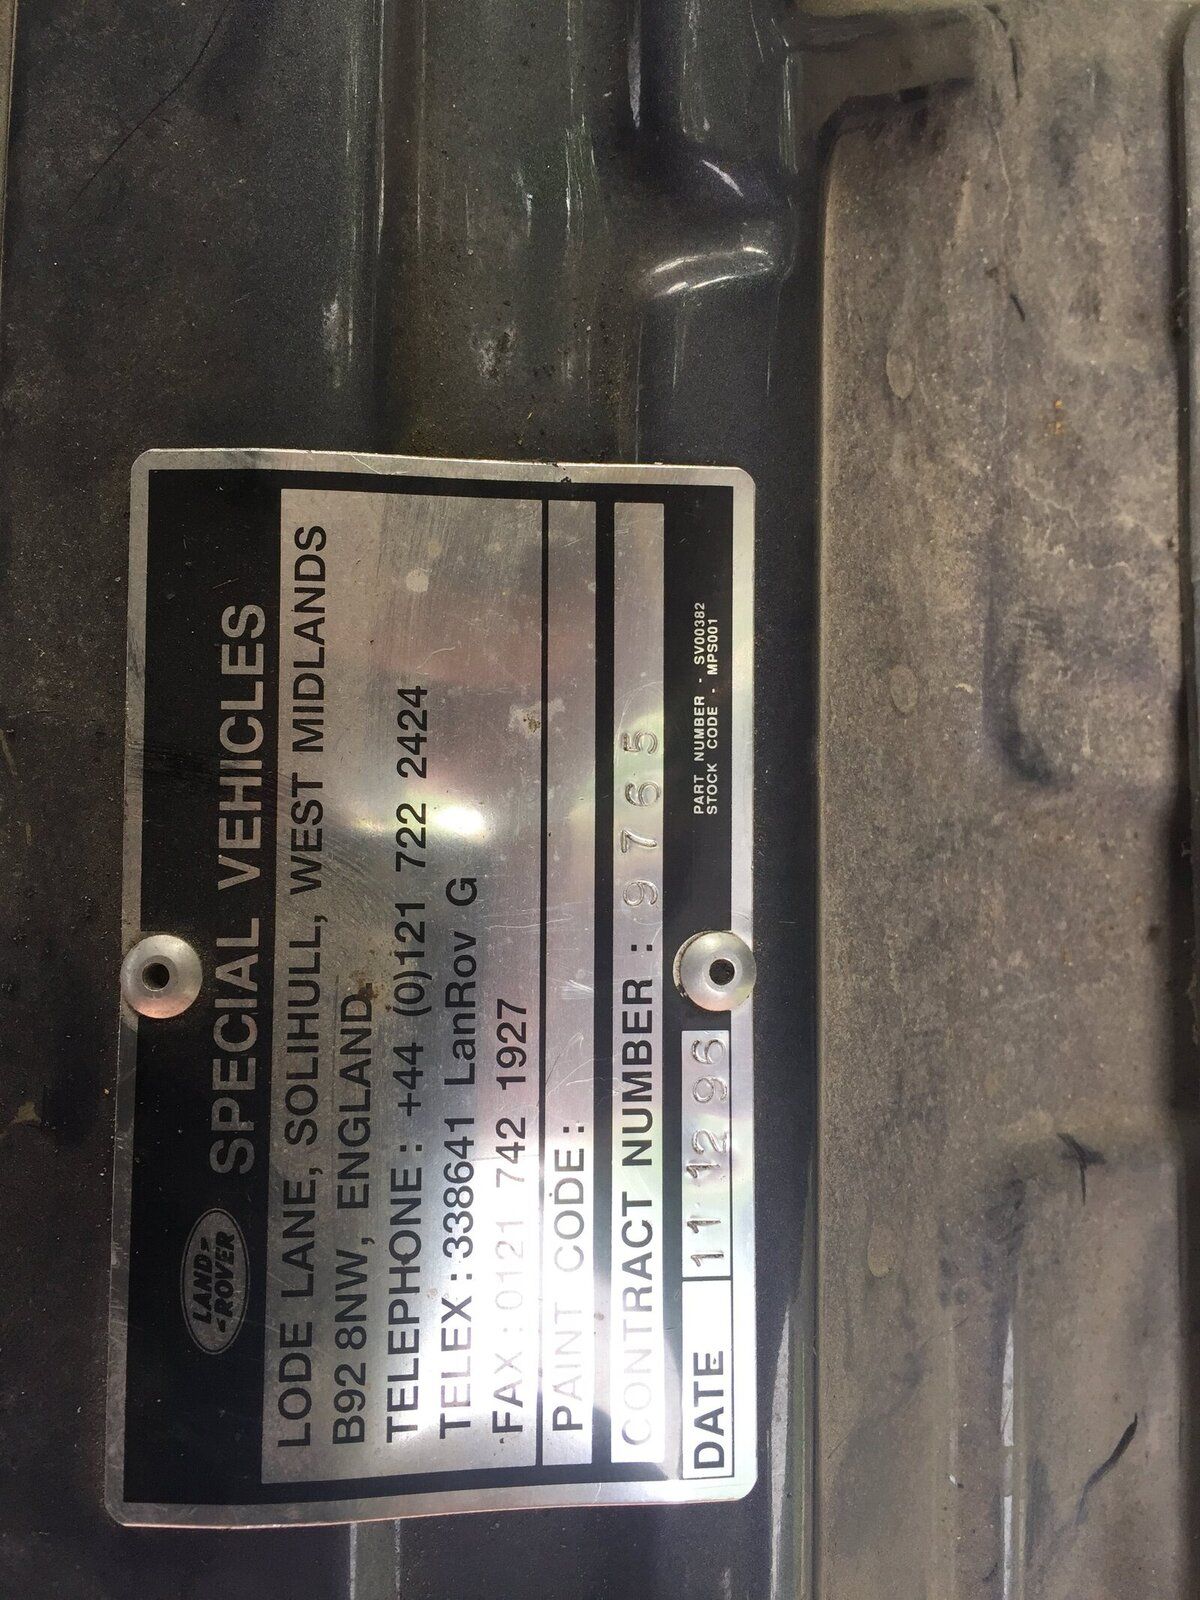 LAND-
-ROVER
SPECIAL VEHICLES
LODE LANE, SOLIHULL, WEST MIDLANDS
B92 8NW, ENGLAND.
TELEPHONE : +44 (0)121 722 2424
TELEX : 338641 LanRov G
FAX : 0121 742 1927
PAINT CODE :
CONTRACT NUMBER : 9765
DATE 11 12 96
PART NUMBER - SV00382
STOCK CODE - MPS001